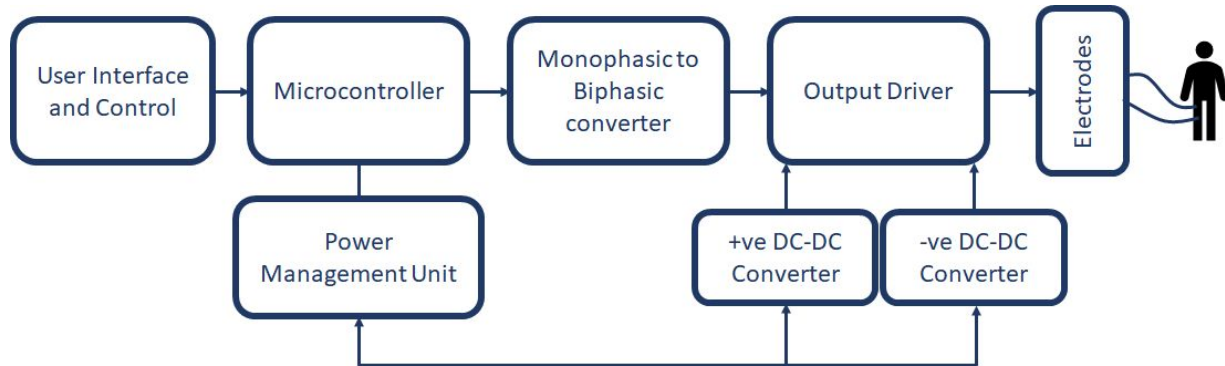 User Interface
and Control
Microcontroller
Monophasic to
Biphasic
converter
Output Driver
Electrodes
Power
Management Unit
+ve DC-DC
Converter
-ve DC-DC
Converter